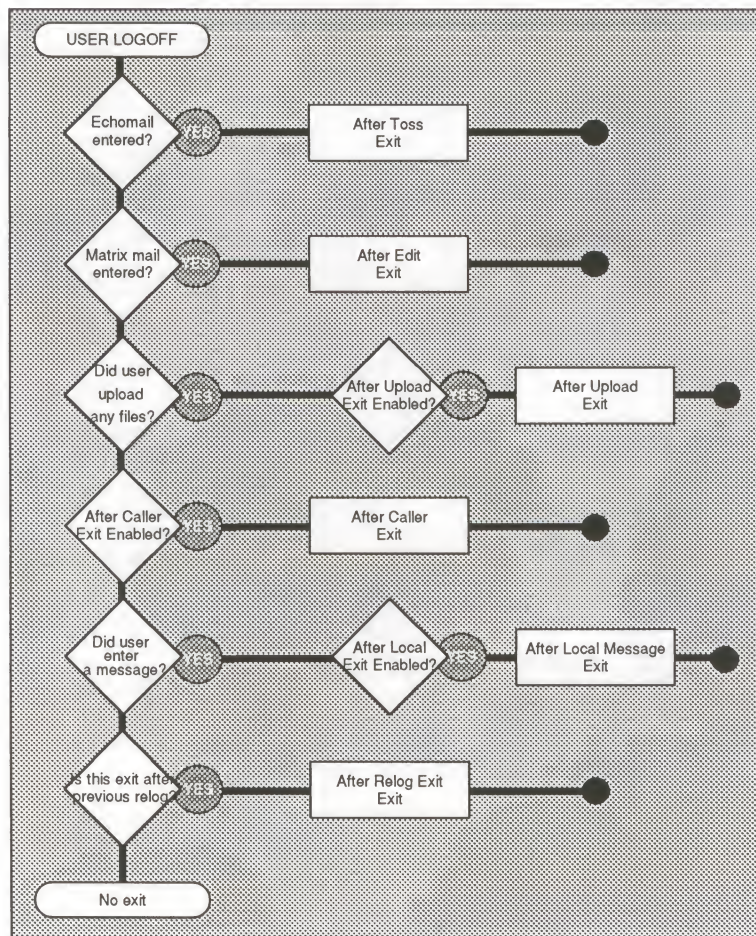 USER LOGOFF
Echomail
entered?
YES
After Toss
Exit
Matrix mail
entered?
YES
After Edit
Exit
Did user
upload
any files?
YES
After Upload
Exit Enabled?
YES
After Upload
Exit
After Caller
Exit Enabled?
YES
After Caller
Exit
Did user
enter
a message?
YES
After Local
Exit Enabled?
YES
After Local Message
Exit
Is this exit after
previous relog?
YES
After Relog Exit
Exit
No exit